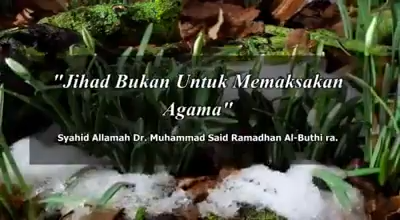 "Jihad Bukan Untuk Memaksakan
Agama"
Syahid Allamah Dr. Muhammad Said Ramadhan Al-Buthi ra.